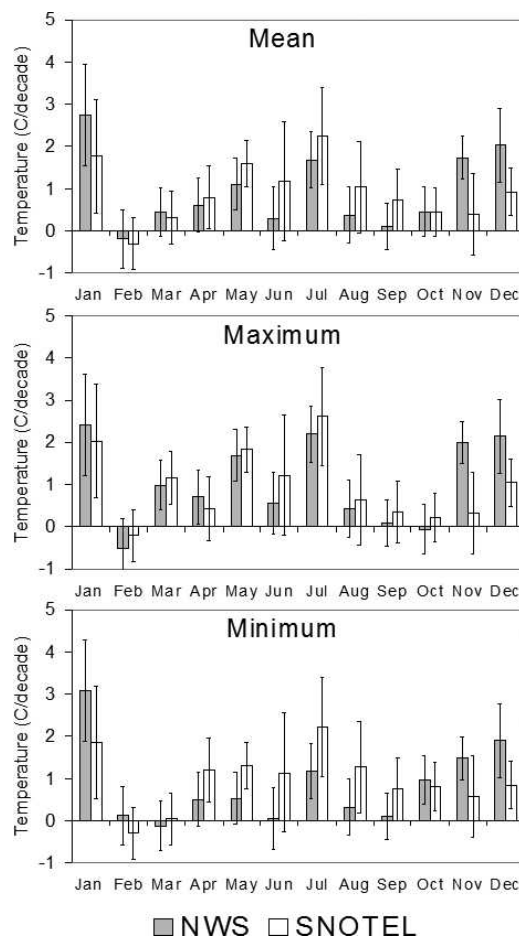 Mean
Temperature (C/decade)
5
4
3
2
1
0
-1
Jan Feb Mar Apr May Jun Jul Aug Sep Oct Nov Dec
Maximum
Temperature (C/decade)
5
4
3
2
1
0
-1
Jan Feb Mar Apr May Jun Jul Aug Sep Oct Nov Dec
Minimum
Temperature (C/decade)
5
4
3
2
1
0
-1
Jan Feb Mar Apr May Jun Jul Aug Sep Oct Nov Dec
NWS SNOTEL